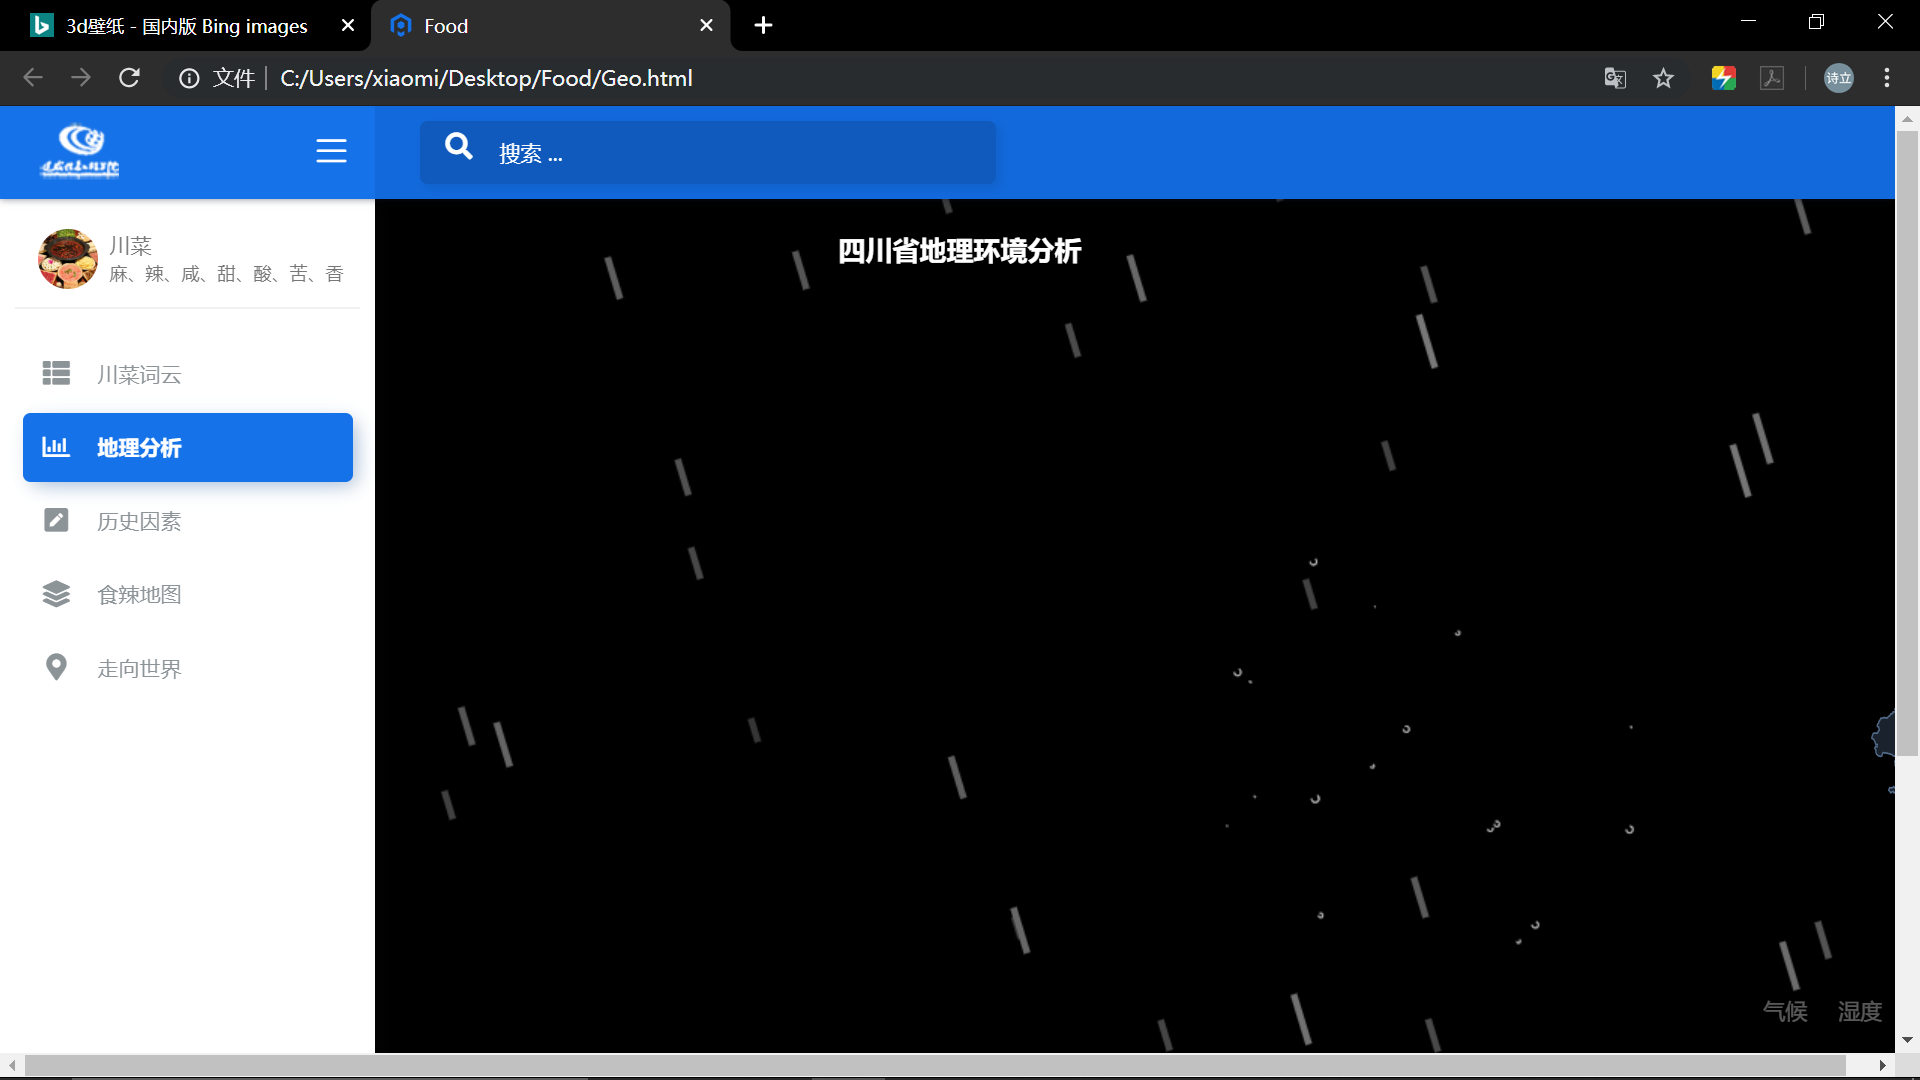 3d壁纸 - 国内版 Bing images
Food
文件
C:/Users/xiaomi/Desktop/Food/Geo.html
诗立
搜索 ...
川菜
麻、辣、咸、甜、酸、苦、香
川菜词云
地理分析
历史因素
食辣地图
走向世界
四川省地理环境分析
气候
湿度